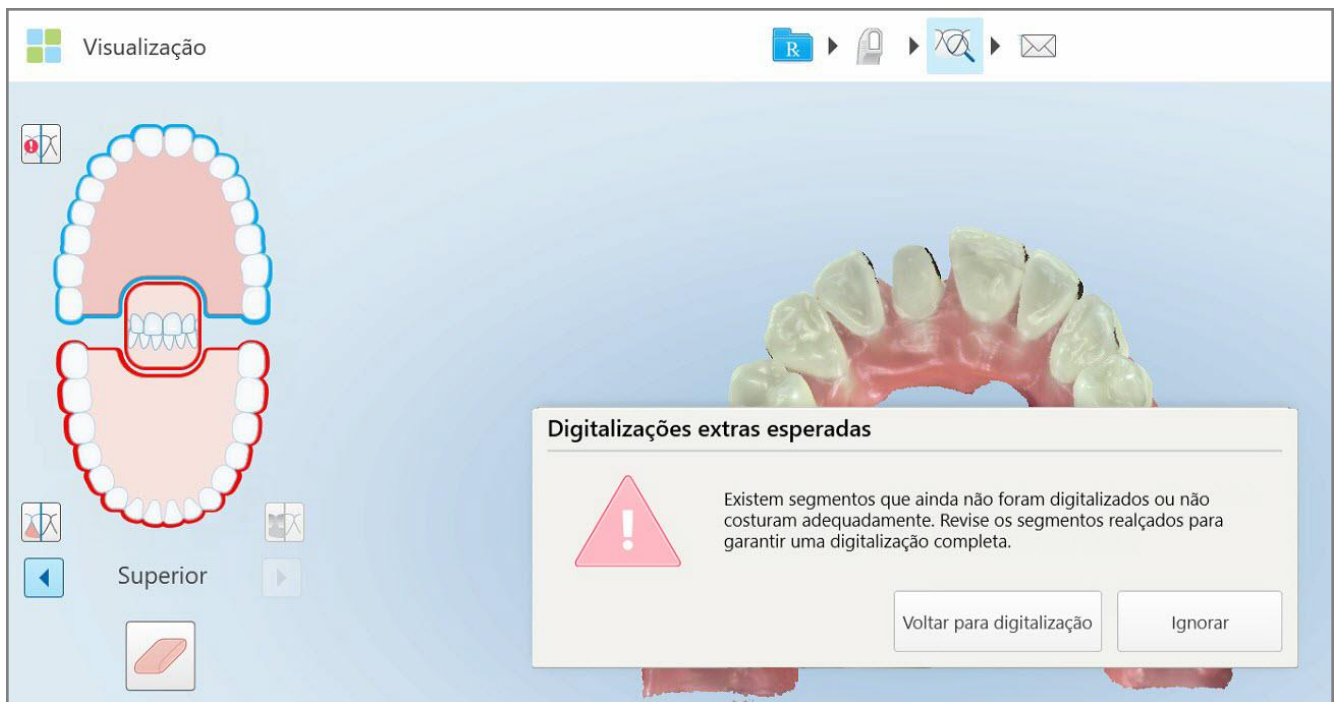 Visualização
R
Digitalizações extras esperadas
Existem segmentos que ainda não foram digitalizados ou não
costuram adequadamente. Revise os segmentos realçados para
garantir uma digitalização completa.
Superior
Voltar para digitalização
Ignorar